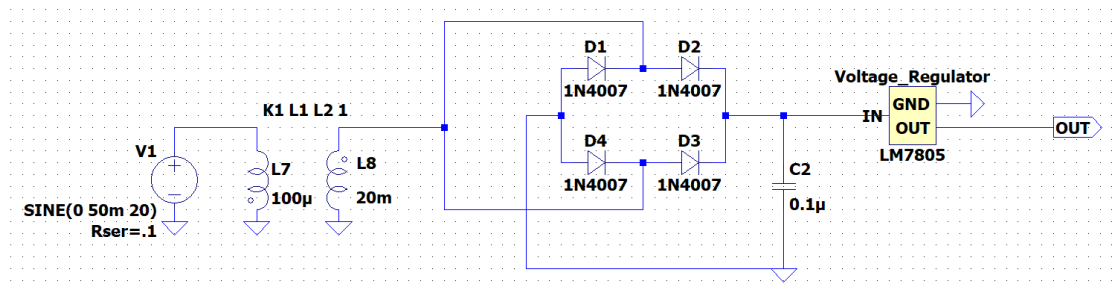 D1
D2
1N4007
1N4007
Voltage_Regulator
K1 L1 L2 1
IN
GND
OUT
OUT
LM7805
V1
L7
L8
D4
D3
C2
100µ
20m
1N4007
1N4007
0.1µ
SINE(0 50m 20)
Rser=.1